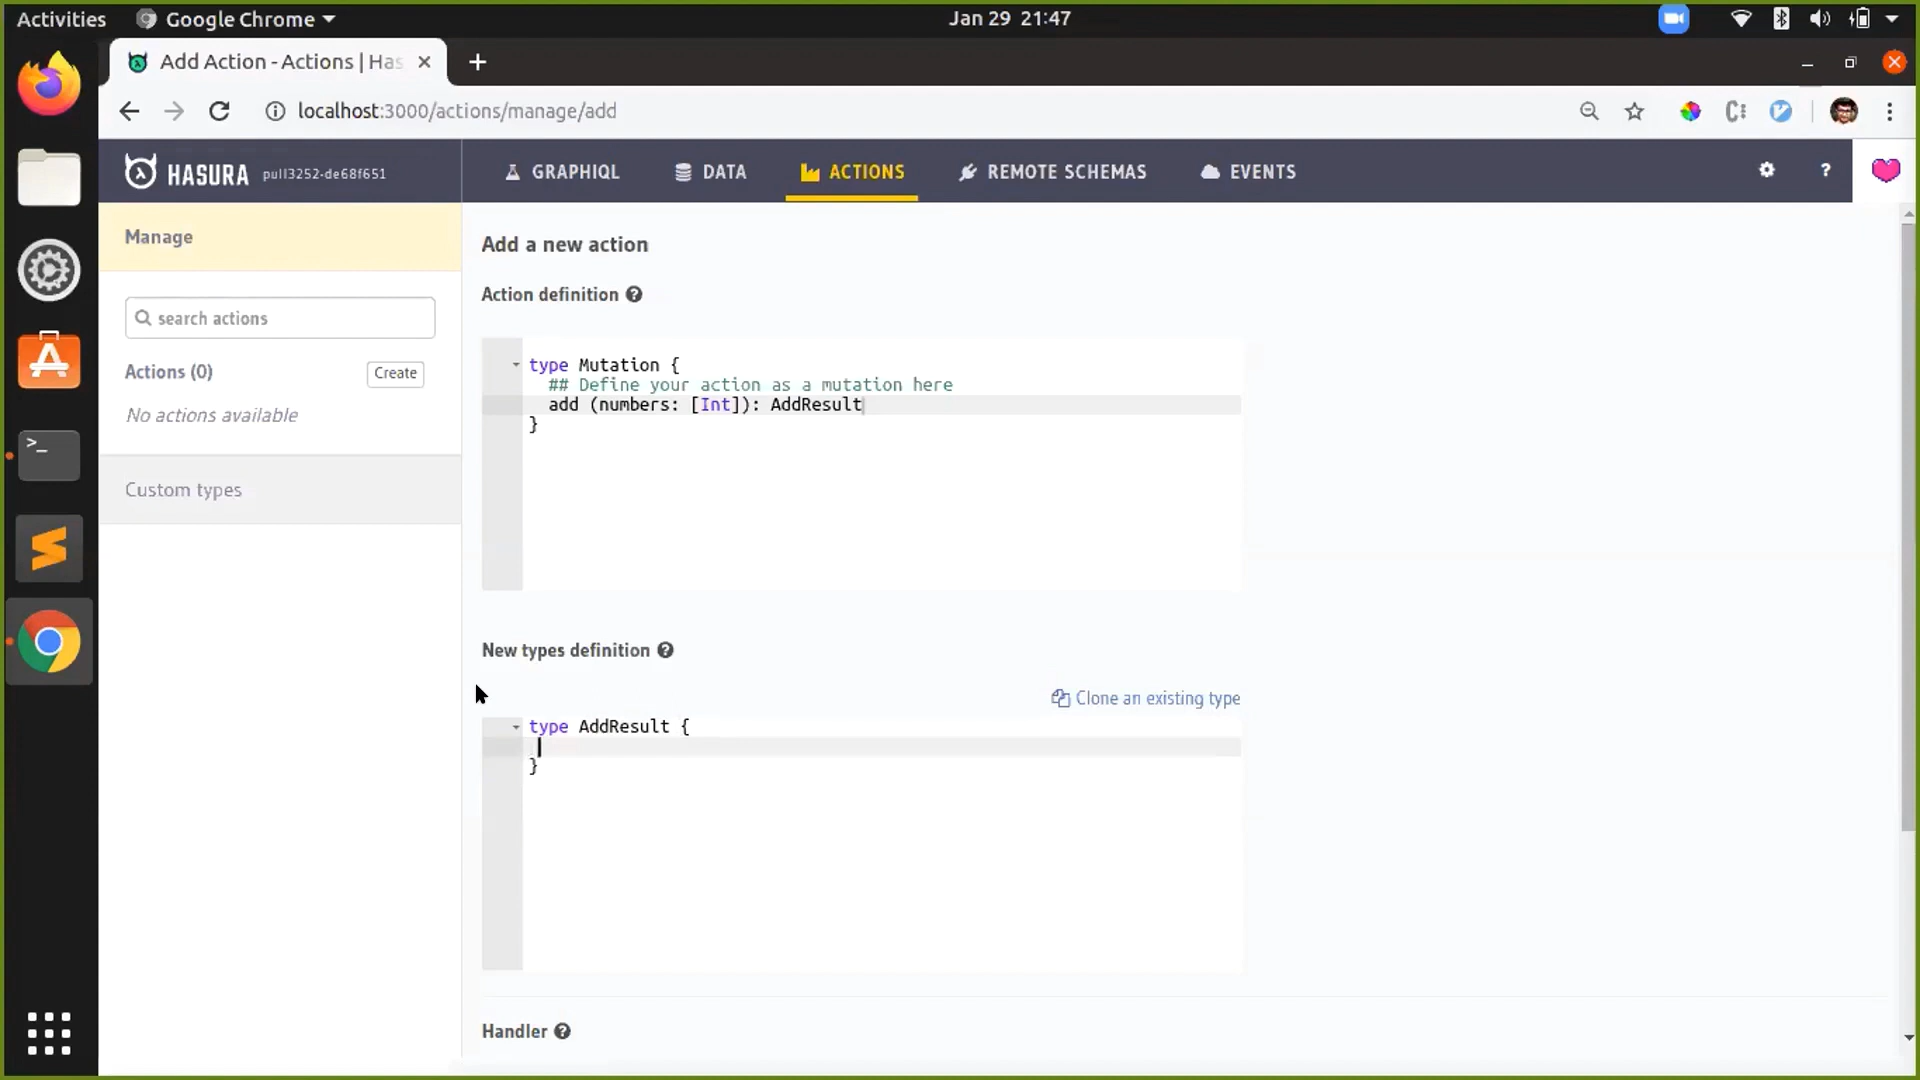 Activities Google Chrome Jan 29 21:47
Add Action - Actions | Has
localhost:3000/actions/manage/add
HASURA pull3252-de68f651 GRAPHIQL DATA ACTIONS REMOTE SCHEMAS EVENTS ?
Manage
search actions
Actions (0) Create
No actions available
Custom types
Add a new action
Action definition ?
type Mutation {
## Define your action as a mutation here
add (numbers: [Int]): AddResult
}
New types definition ?
Clone an existing type
type AddResult {
}
Handler ?